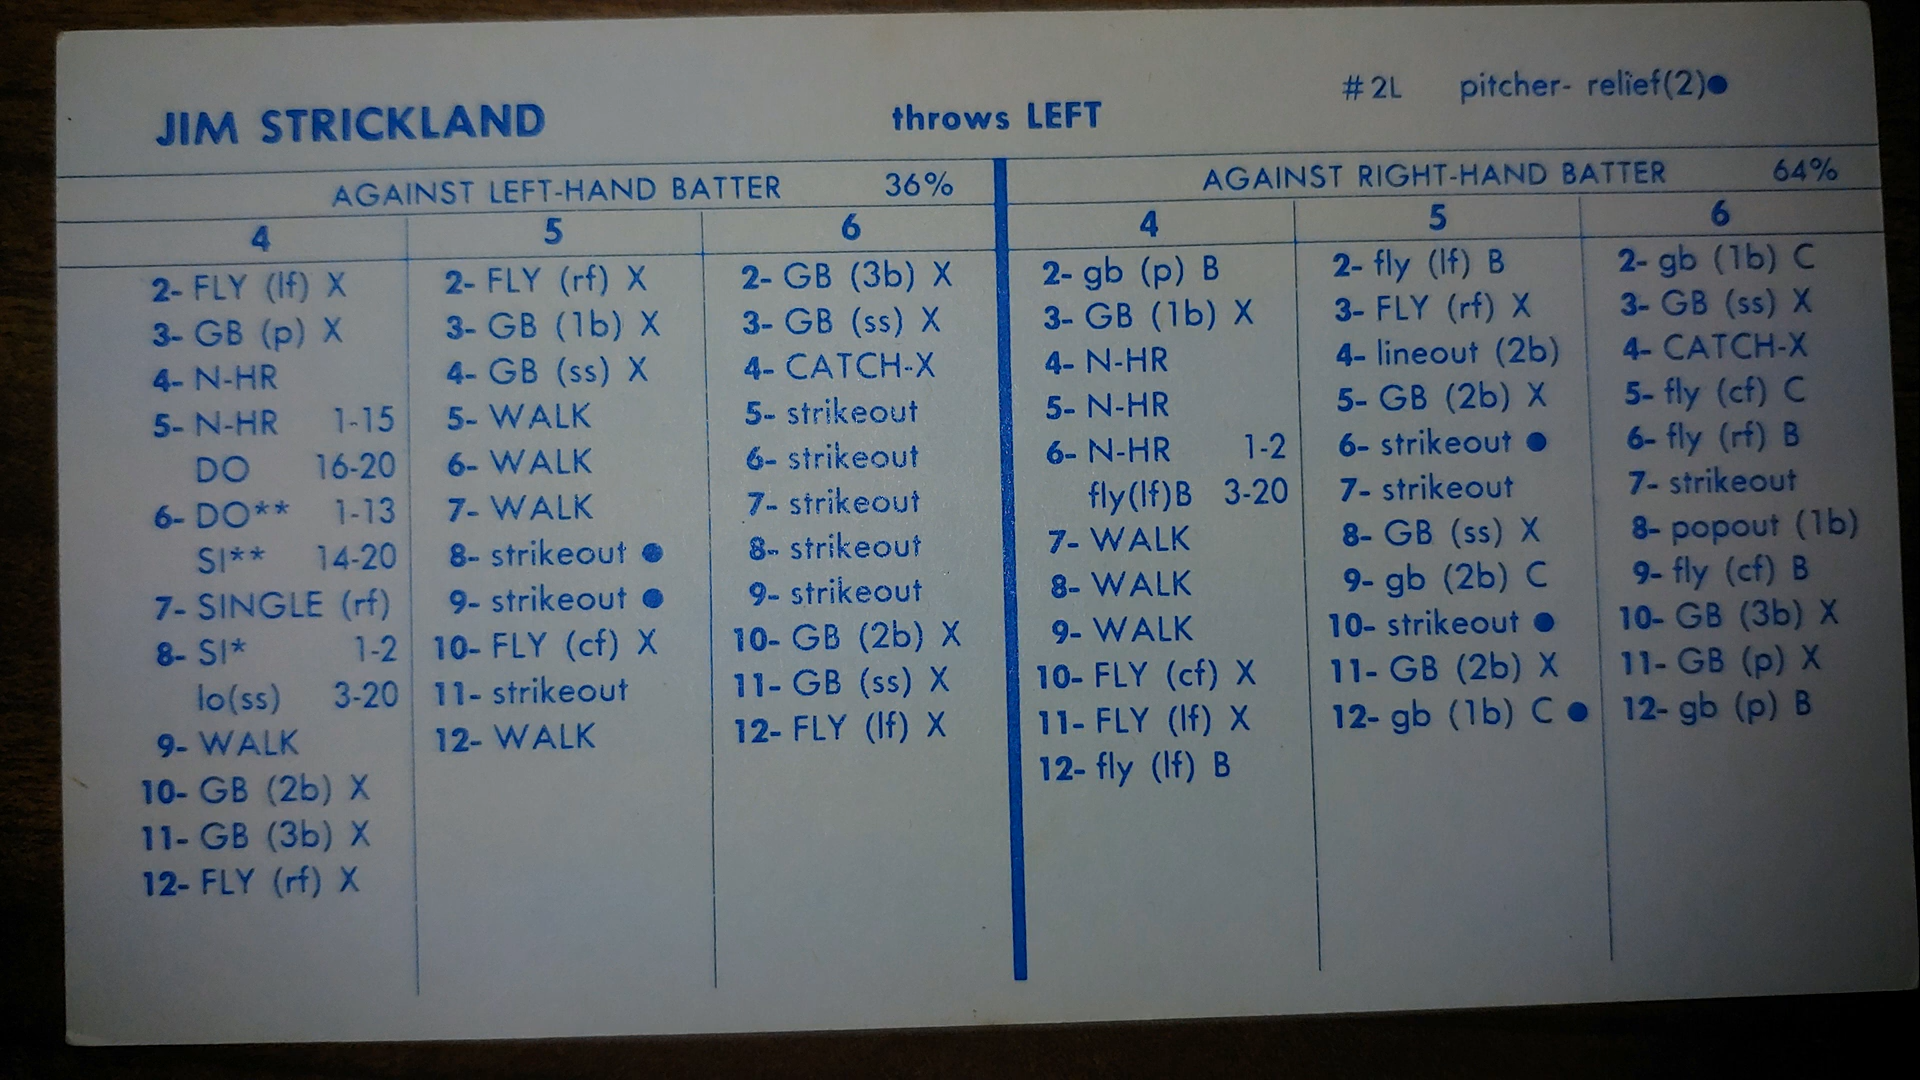 JIM STRICKLAND throws LEFT #2L pitcher- relief(2)●
AGAINST LEFT-HAND BATTER 36%
4
2- FLY (lf) X
3- GB (p) X
4- N-HR
5- N-HR 1-15
DO 16-20
6- DO** 1-13
SI** 14-20
7- SINGLE (rf)
8- SI* 1-2
lo(ss) 3-20
9- WALK
10- GB (2b) X
11- GB (3b) X
12- FLY (rf) X
5
2- FLY (rf) X
3- GB (1b) X
4- GB (ss) X
5- WALK
6- WALK
7- WALK
8- strikeout ●
9- strikeout ●
10- FLY (cf) X
11- strikeout
12- WALK
6
2- GB (3b) X
3- GB (ss) X
4- CATCH-X
5- strikeout
6- strikeout
7- strikeout
8- strikeout
9- strikeout
10- GB (2b) X
11- GB (ss) X
12- FLY (lf) X
AGAINST RIGHT-HAND BATTER 64%
4
2- gb (p) B
3- GB (1b) X
4- N-HR
5- N-HR
6- N-HR 1-2
fly(lf)B 3-20
7- WALK
8- WALK
9- WALK
10- FLY (cf) X
11- FLY (lf) X
12- fly (lf) B
5
2- fly (lf) B
3- FLY (rf) X
4- lineout (2b)
5- GB (2b) X
6- strikeout ●
7- strikeout
8- GB (ss) X
9- gb (2b) C
10- strikeout ●
11- GB (2b) X
12- gb (1b) C ●
6
2- gb (1b) C
3- GB (ss) X
4- CATCH-X
5- fly (cf) C
6- fly (rf) B
7- strikeout
8- popout (1b)
9- fly (cf) B
10- GB (3b) X
11- GB (p) X
12- gb (p) B